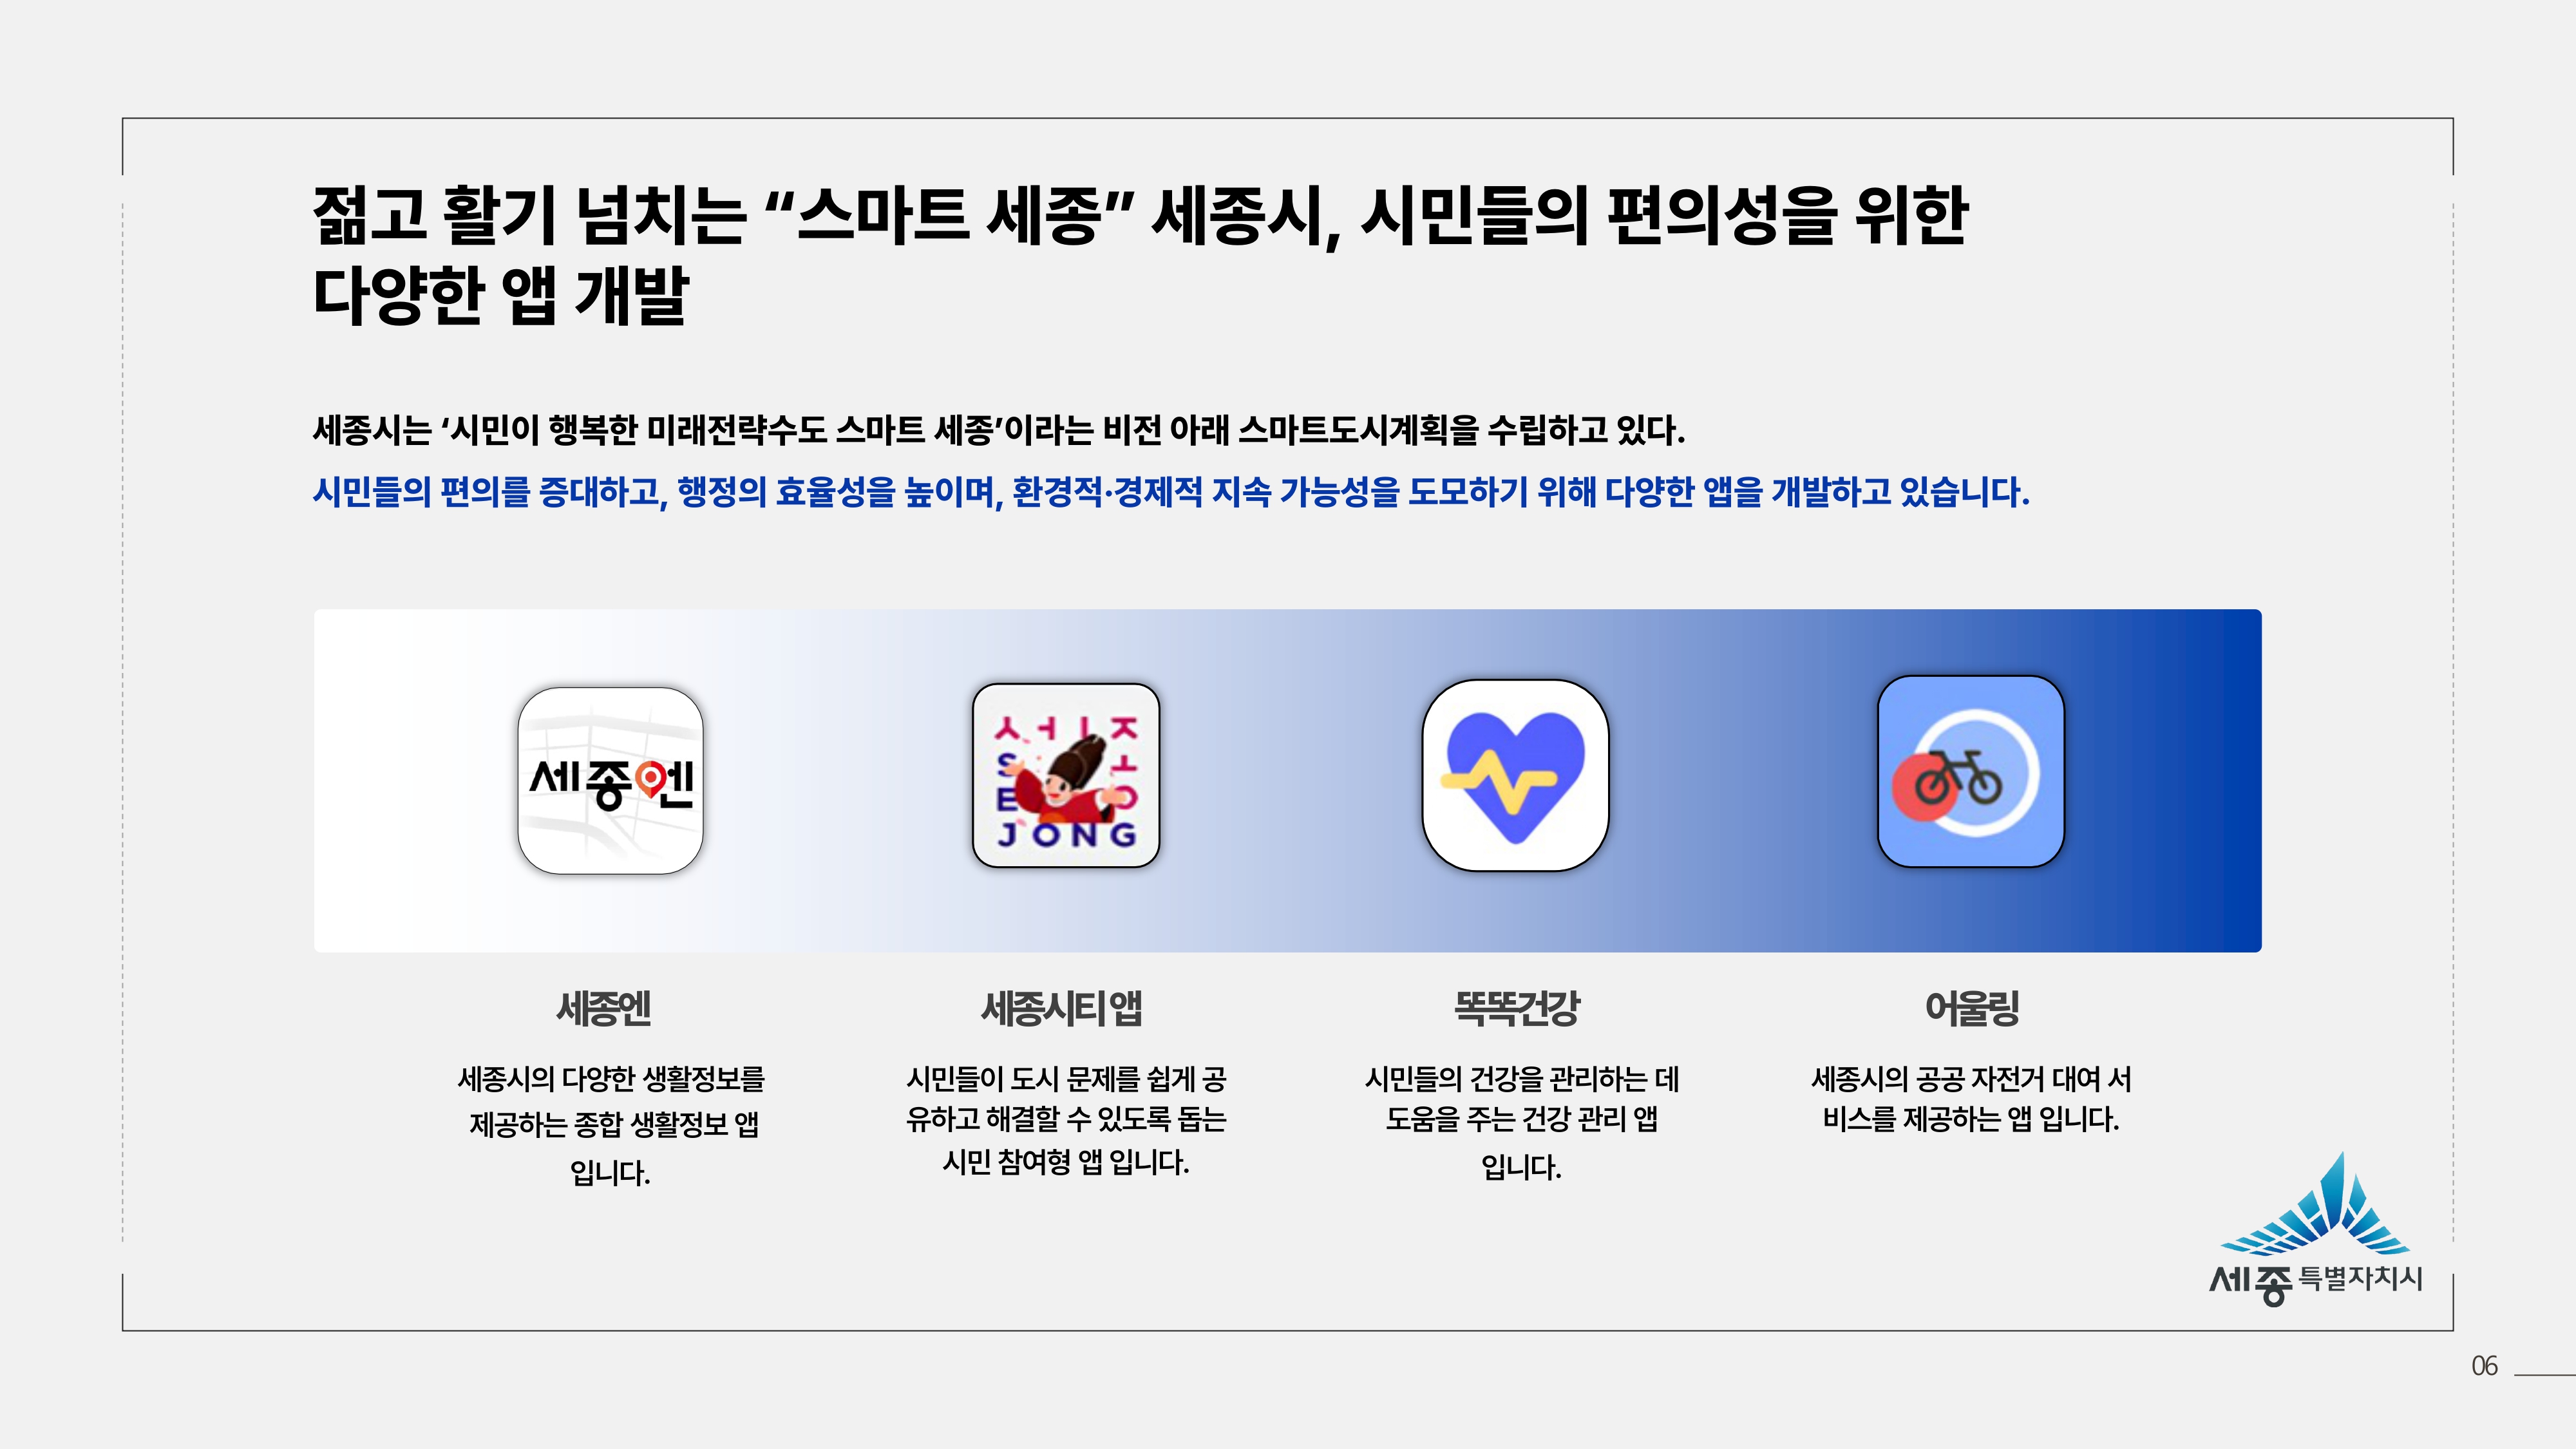 젊고 활기 넘치는 “스마트 세종” 세종시, 시민들의 편의성을 위한
다양한 앱 개발
세종시는 ‘시민이 행복한 미래전략수도 스마트 세종’이라는 비전 아래 스마트도시계획을 수립하고 있다.
시민들의 편의를 증대하고, 행정의 효율성을 높이며, 환경적·경제적 지속 가능성을 도모하기 위해 다양한 앱을 개발하고 있습니다.
세종엔
ㅅㅓㅣㅈ
S ㅗ
E ㅇ
JONG
세종엔
세종시의 다양한 생활정보를
제공하는 종합 생활정보 앱
입니다.
세종시티 앱
시민들이 도시 문제를 쉽게 공
유하고 해결할 수 있도록 돕는
시민 참여형 앱 입니다.
똑똑건강
시민들의 건강을 관리하는 데
도움을 주는 건강 관리 앱
입니다.
어울링
세종시의 공공 자전거 대여 서
비스를 제공하는 앱 입니다.
세종특별자치시
06